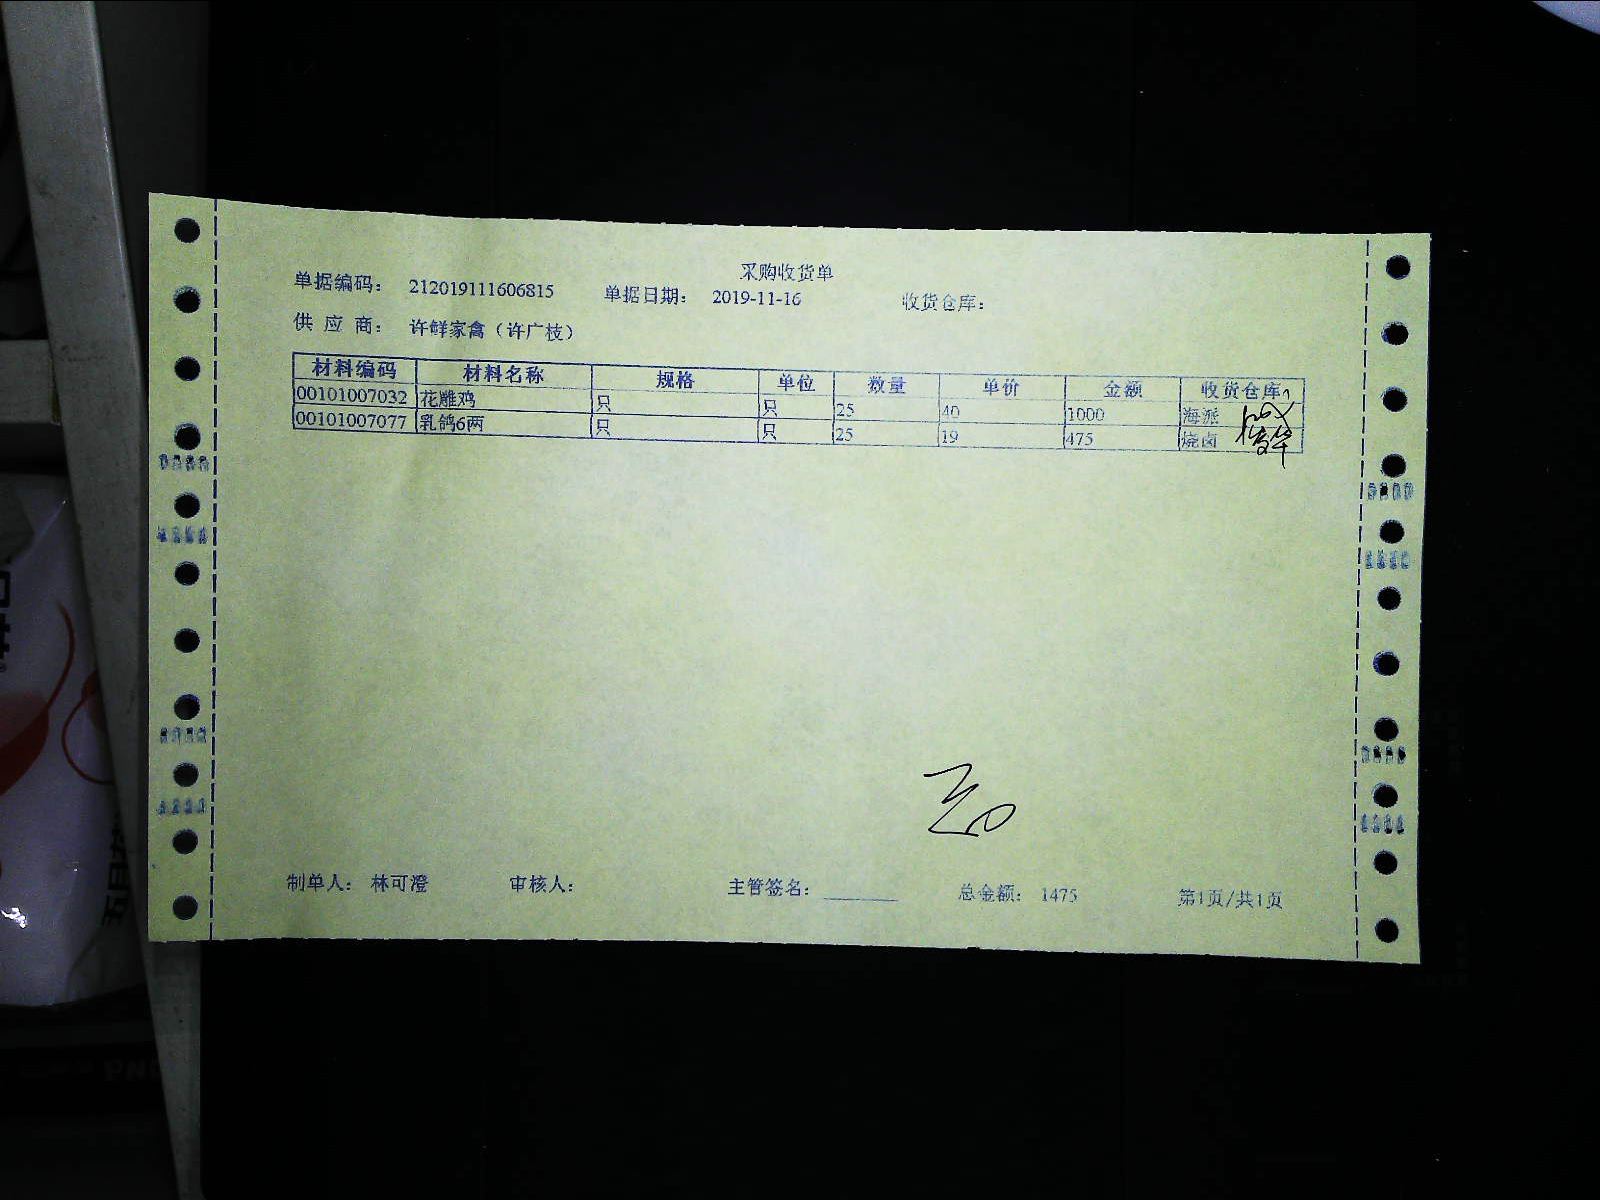 采购收货单
单据编码： 212019111606815 单据日期： 2019-11-16 收货仓库：
供 应 商： 许鲜家禽（许广枝）
材料编码 材料名称 规格 单位 数量 单价 金额 收货仓库
00101007032 花雕鸡 只 只 25 40 1000 海派
00101007077 乳鸽6两 只 只 25 19 475 烧卤
制单人： 林可澄 审核人： 主管签名： 总金额： 1475 第1页/共1页